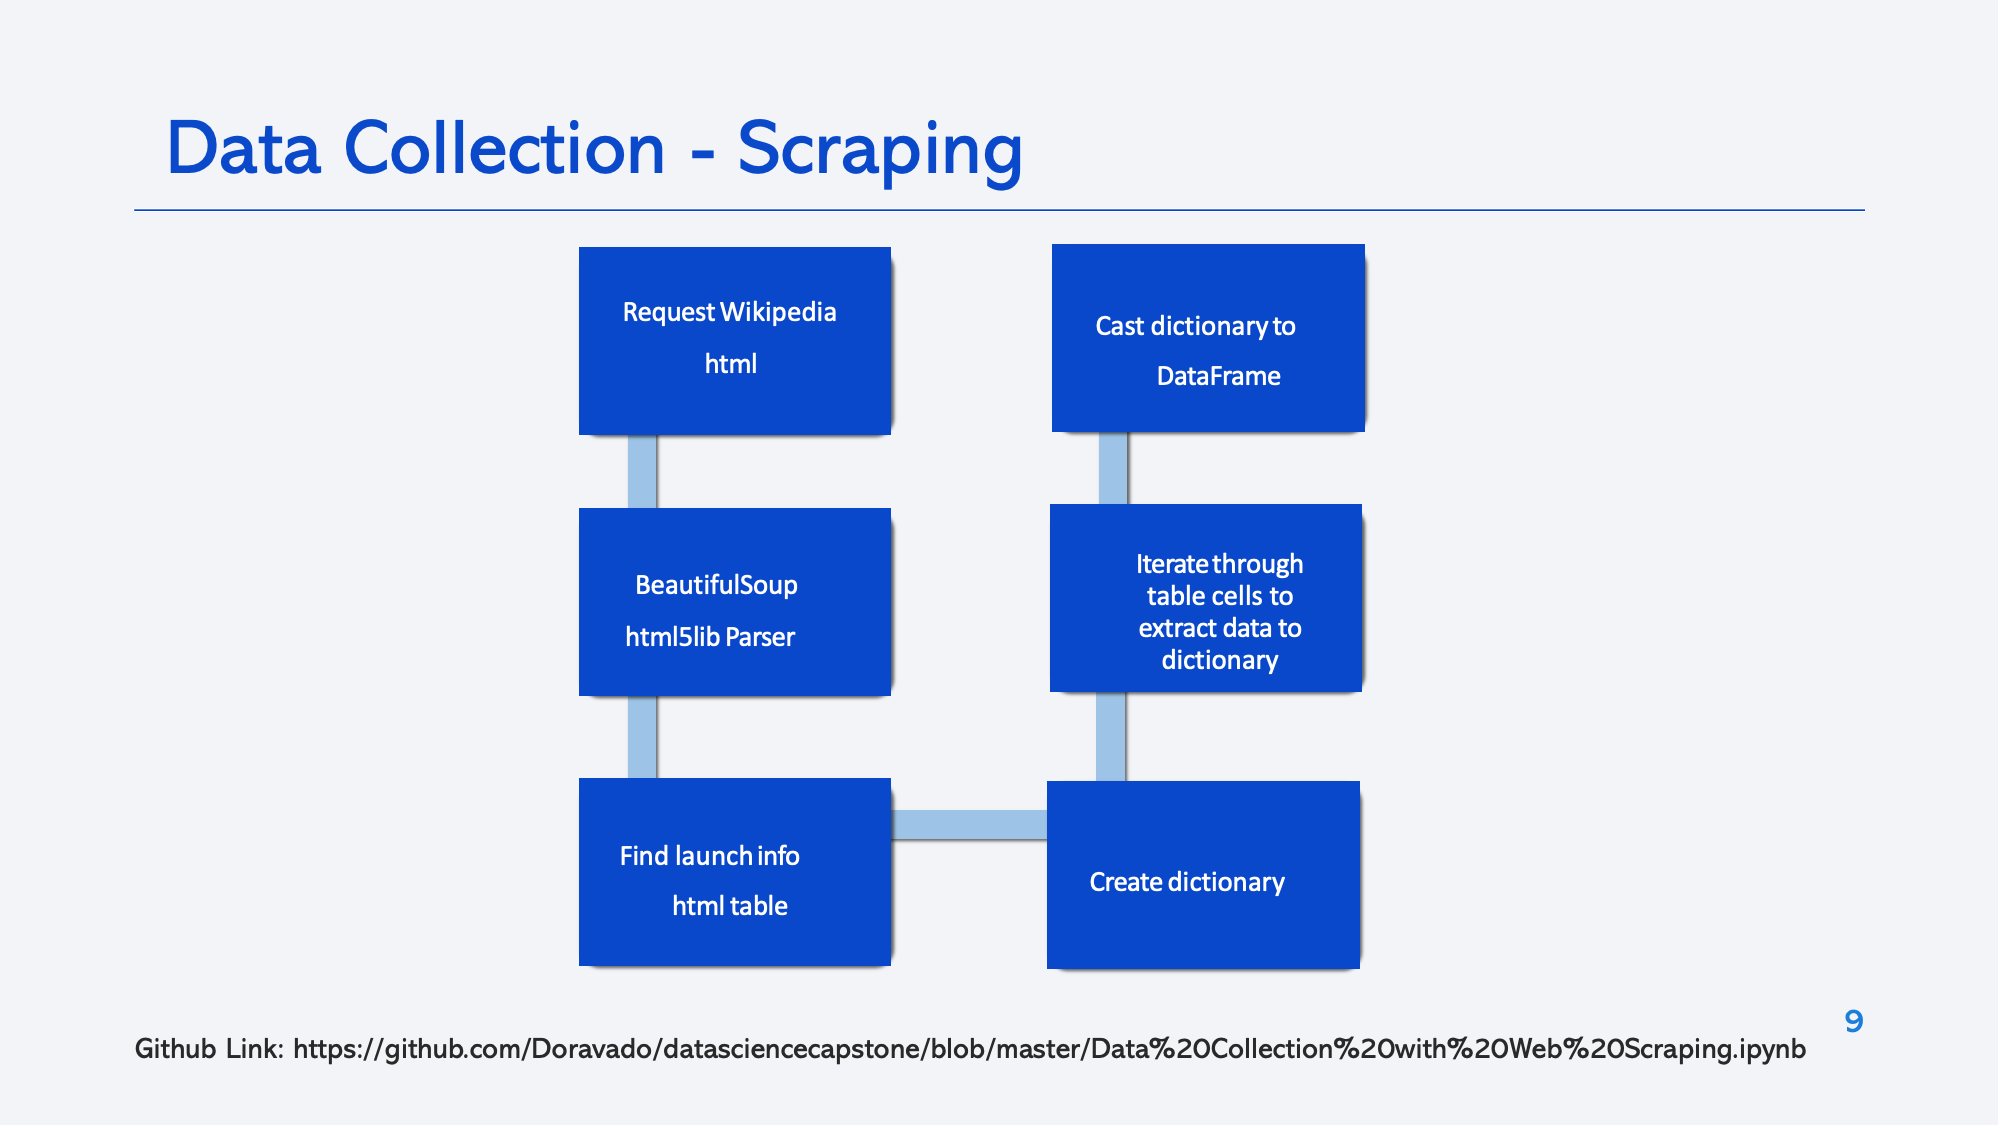 Data Collection - Scraping
Request Wikipedia
html
BeautifulSoup
html5lib Parser
Find launch info
html table
Create dictionary
Iterate through
table cells to
extract data to
dictionary
Cast dictionary to
DataFrame
9
Github Link: https://github.com/Doravado/datasciencecapstone/blob/master/Data%20Collection%20with%20Web%20Scraping.ipynb